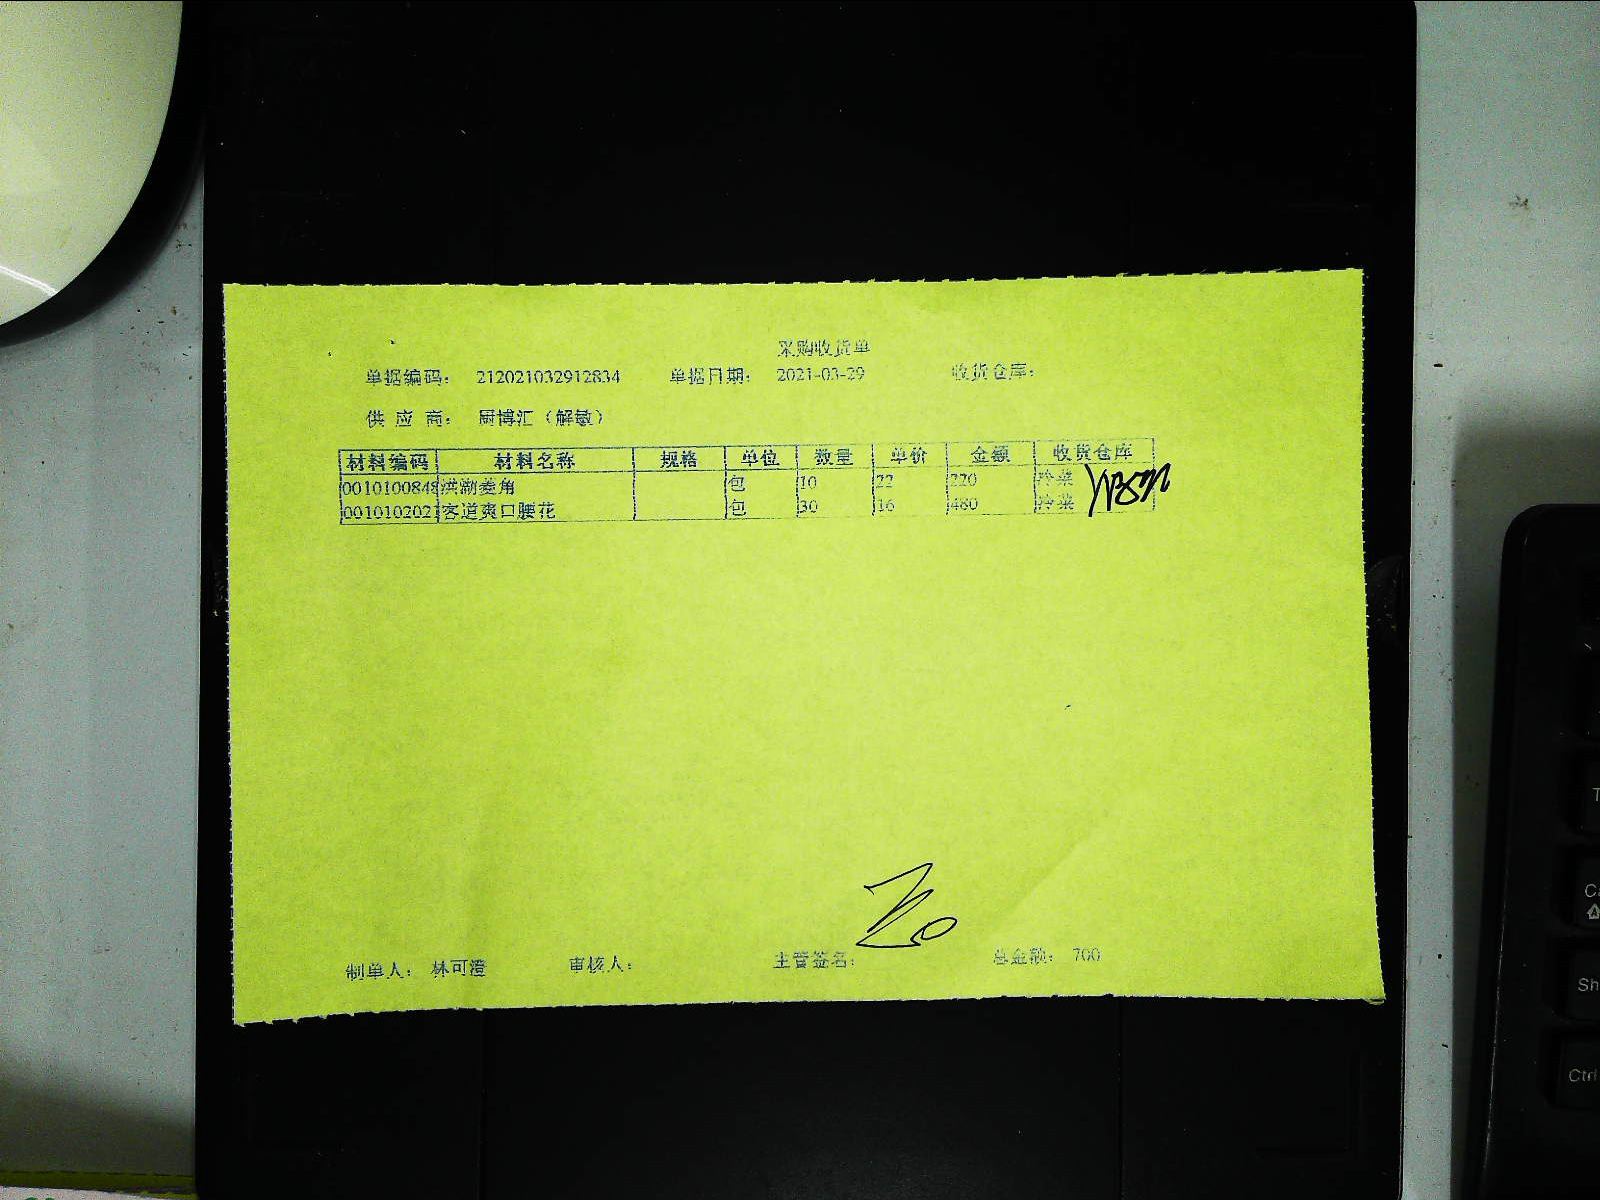 采购收货单
单据编码： 212021032912834 单据日期： 2021-03-29 收货仓库：
供 应 商： 厨博汇（解敏）
材料编码 材料名称 规格 单位 数量 单价 金额 收货仓库
0010100848 洪湖菱角 包 10 22 220 冷菜
0010102021 客道爽口腰花 包 30 16 480 冷菜
制单人： 林可澄 审核人： 主管签名： 总金额： 700
Sh
Ctrl